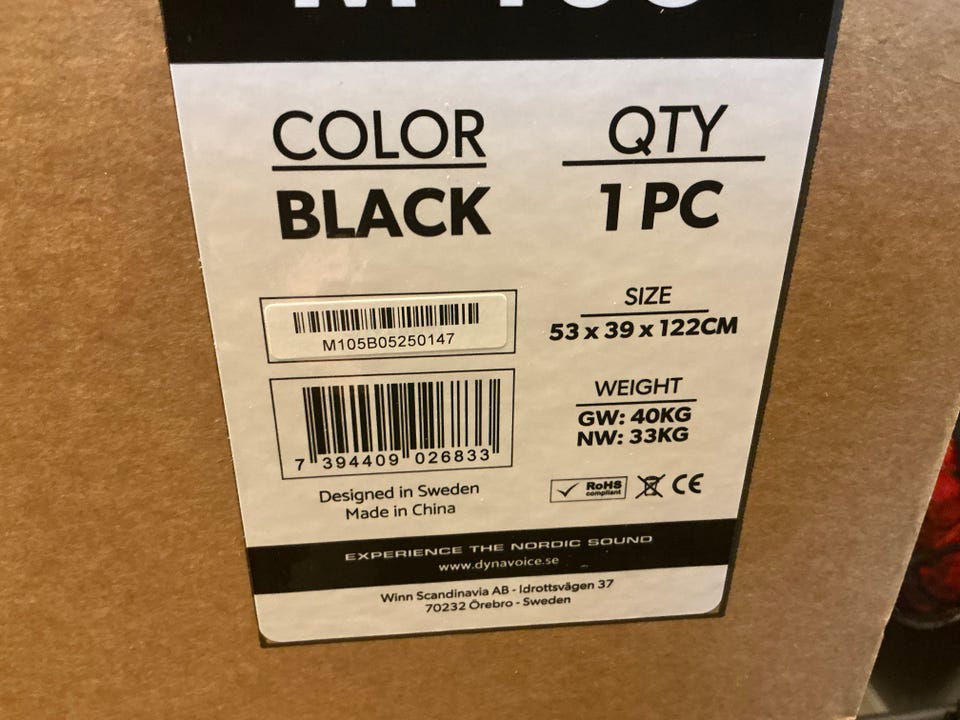 COLOR
BLACK
QTY
1 PC
M105B05250147
7 394409 026833
Designed in Sweden
Made in China
SIZE
53 x 39 x 122CM
WEIGHT
GW: 40KG
NW: 33KG
RoHS
compliant
CE
EXPERIENCE THE NORDIC SOUND
www.dynavoice.se
Winn Scandinavia AB - Idrottsvägen 37
70232 Örebro - Sweden